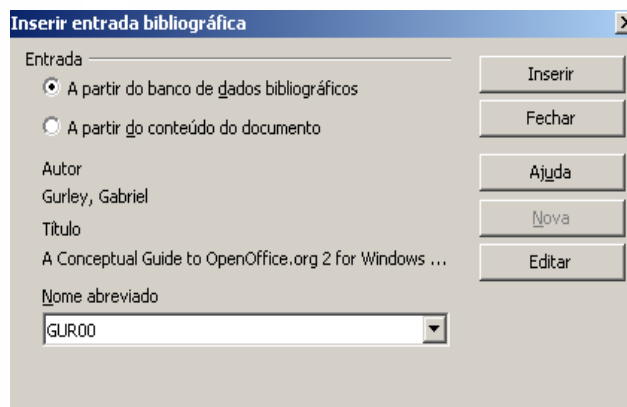 Inserir entrada bibliográfica
Entrada
A partir do banco de dados bibliográficos
A partir do conteúdo do documento
Autor
Gurley, Gabriel
Título
A Conceptual Guide to OpenOffice.org 2 for Windows ...
Nome abreviado
GUR00
Inserir
Fechar
Ajuda
Nova
Editar